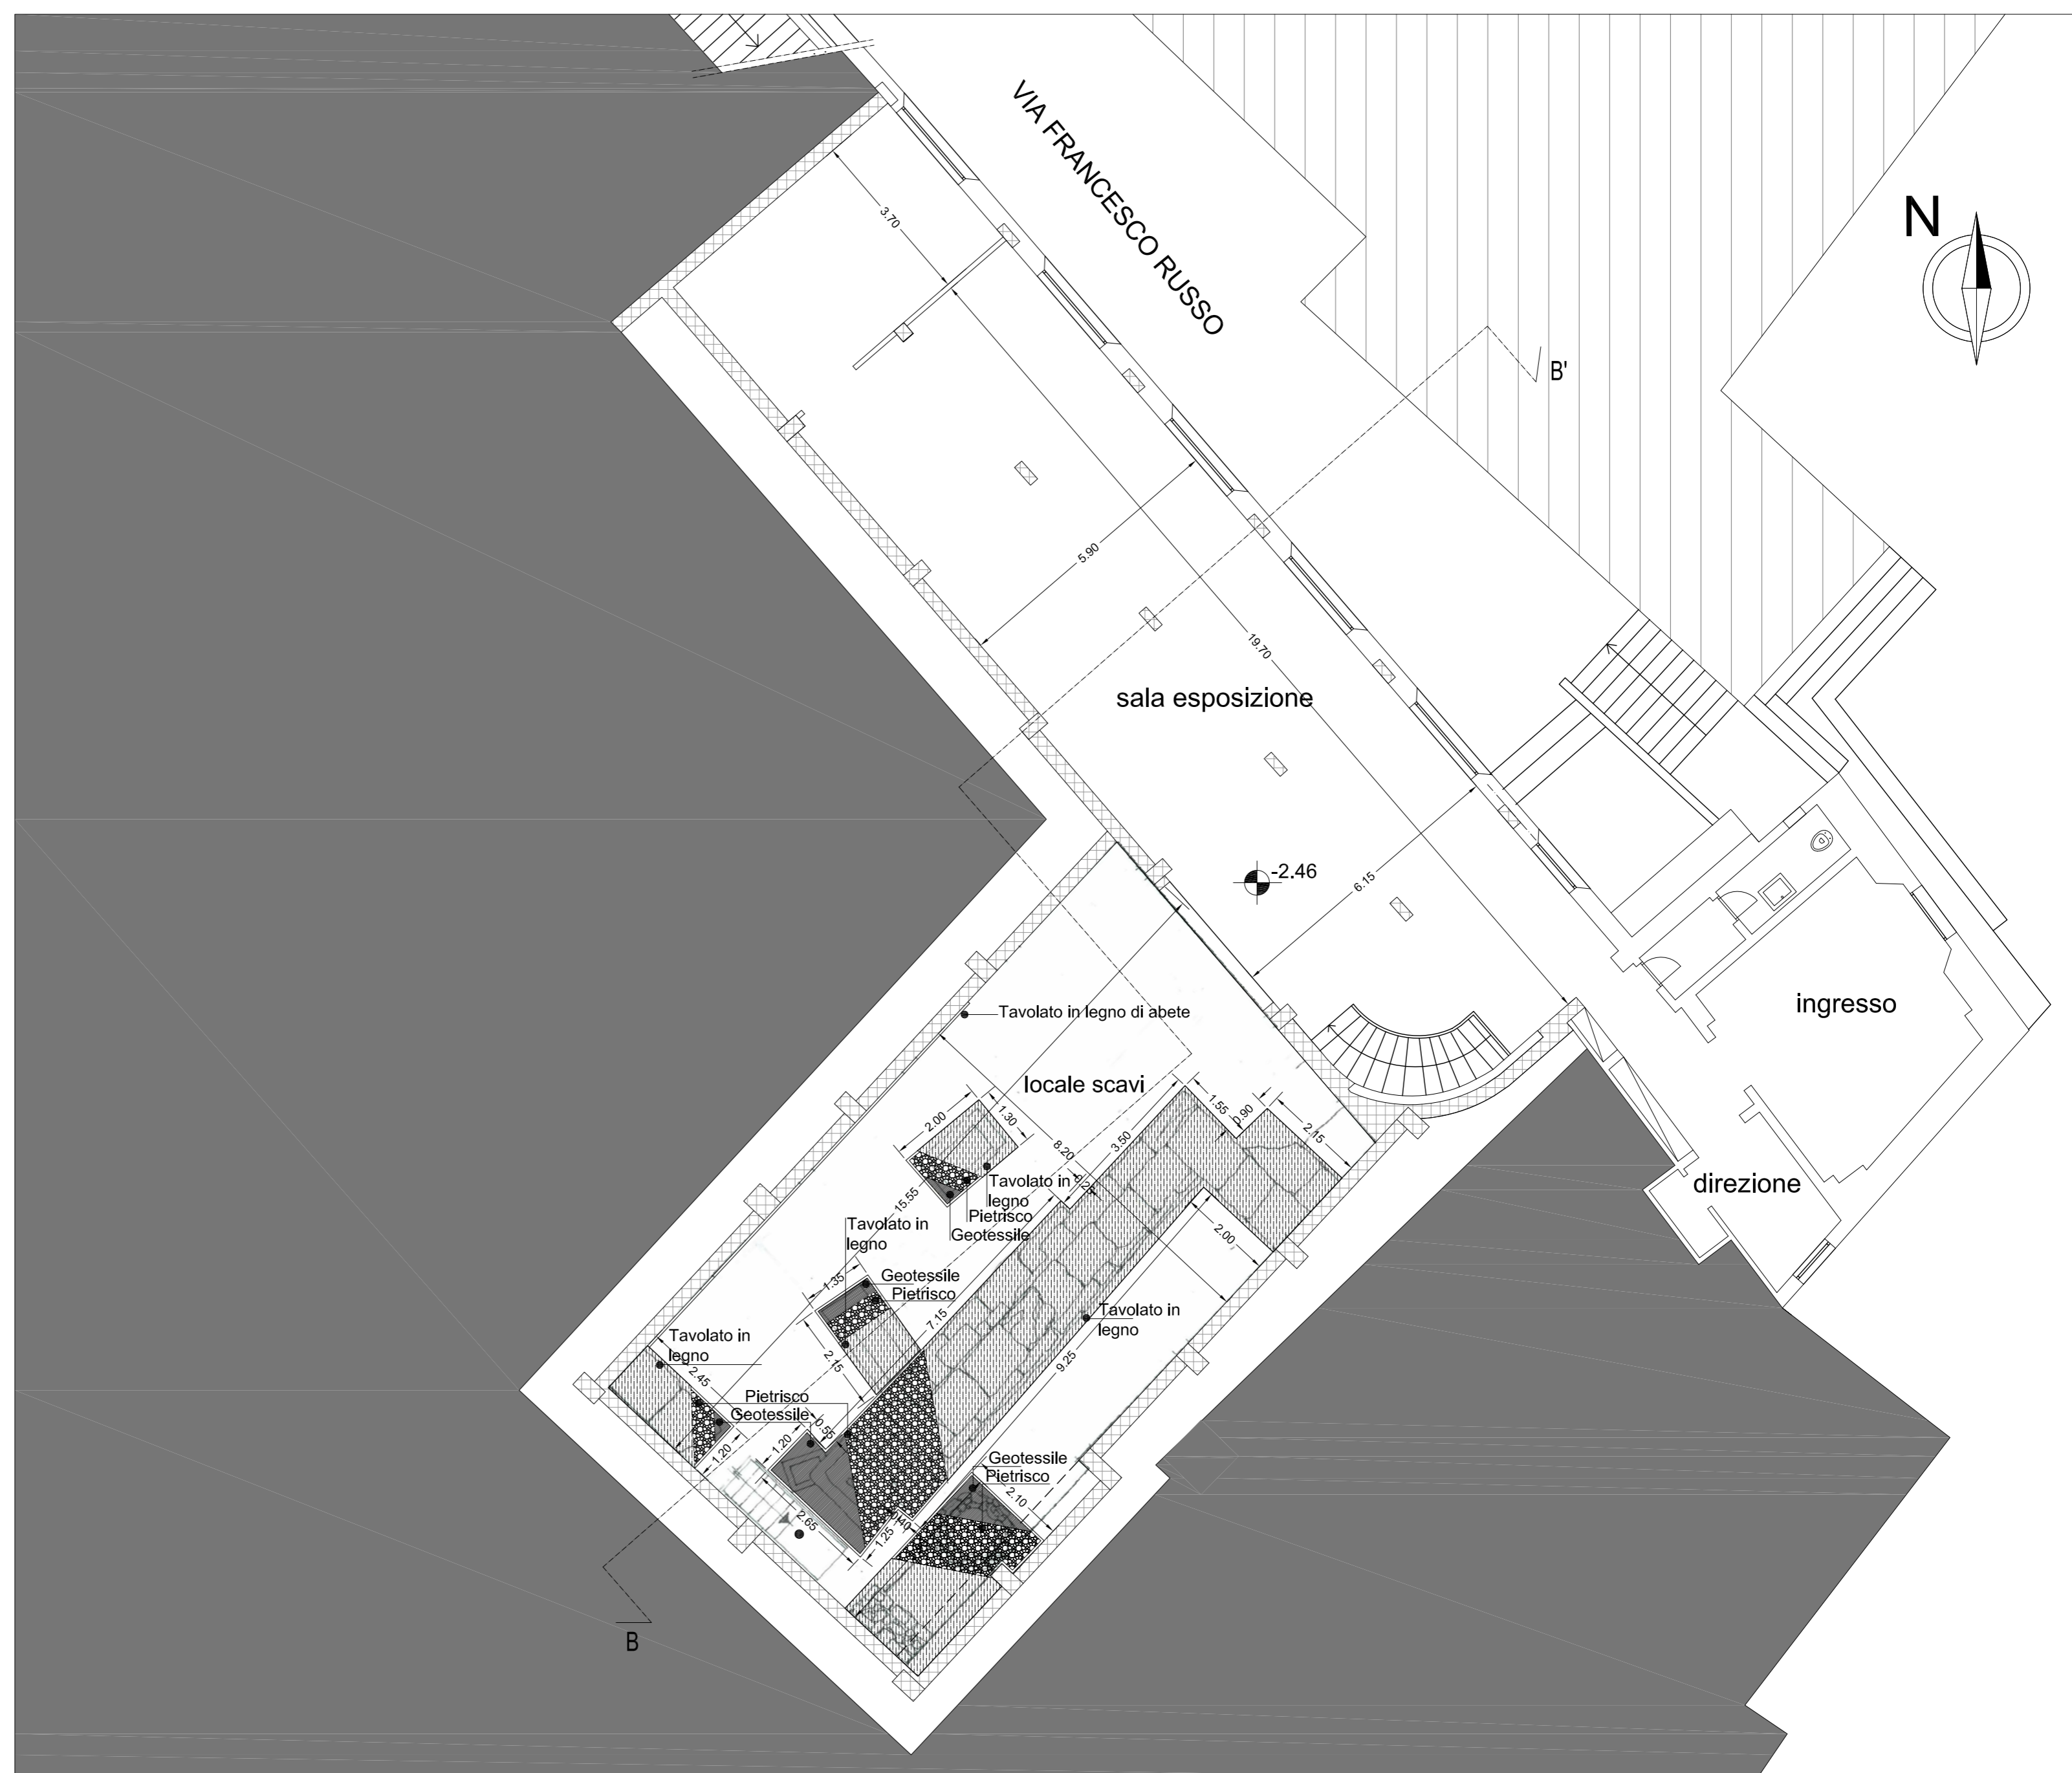 VIA FRANCESCO RUSSO
N
3.70
B'
5.90
19.70
sala esposizione
-2.46
6.15
ingresso
Tavolato in legno di abete
locale scavi
2.00
1.30
1.55
0.90
2.15
8.20
3.50
0.25
Tavolato in
legno
Pietrisco
Geotessile
15.55
direzione
Tavolato in
legno
2.00
Geotessile
Pietrisco
1.35
7.15
Tavolato in
legno
Tavolato in
legno
2.15
9.25
2.45
Pietrisco
Geotessile
0.55
1.20
1.20
Geotessile
Pietrisco
2.10
2.65
0.40
1.25
B